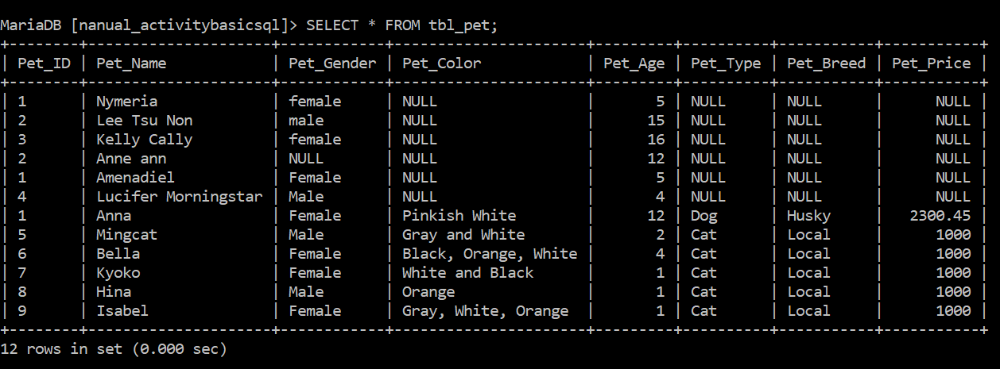 MariaDB [nanual_activitybasicsql]> SELECT * FROM tbl_pet;
+--------+---------------------+------------+----------------------+---------+----------+-----------+-----------+
| Pet_ID | Pet_Name            | Pet_Gender | Pet_Color            | Pet_Age | Pet_Type | Pet_Breed | Pet_Price |
+--------+---------------------+------------+----------------------+---------+----------+-----------+-----------+
| 1      | Nymeria             | female     | NULL                 |       5 | NULL     | NULL      |      NULL |
| 2      | Lee Tsu Non         | male       | NULL                 |      15 | NULL     | NULL      |      NULL |
| 3      | Kelly Cally         | female     | NULL                 |      16 | NULL     | NULL      |      NULL |
| 2      | Anne ann            | NULL       | NULL                 |      12 | NULL     | NULL      |      NULL |
| 1      | Amenadiel           | Female     | NULL                 |       5 | NULL     | NULL      |      NULL |
| 4      | Lucifer Morningstar | Male       | NULL                 |       4 | NULL     | NULL      |      NULL |
| 1      | Anna                | Female     | Pinkish White        |      12 | Dog      | Husky     |   2300.45 |
| 5      | Mingcat             | Male       | Gray and White       |       2 | Cat      | Local     |      1000 |
| 6      | Bella               | Female     | Black, Orange, White |       4 | Cat      | Local     |      1000 |
| 7      | Kyoko               | Female     | White and Black      |       1 | Cat      | Local     |      1000 |
| 8      | Hina                | Male       | Orange               |       1 | Cat      | Local     |      1000 |
| 9      | Isabel              | Female     | Gray, White, Orange  |       1 | Cat      | Local     |      1000 |
+--------+---------------------+------------+----------------------+---------+----------+-----------+-----------+
12 rows in set (0.000 sec)